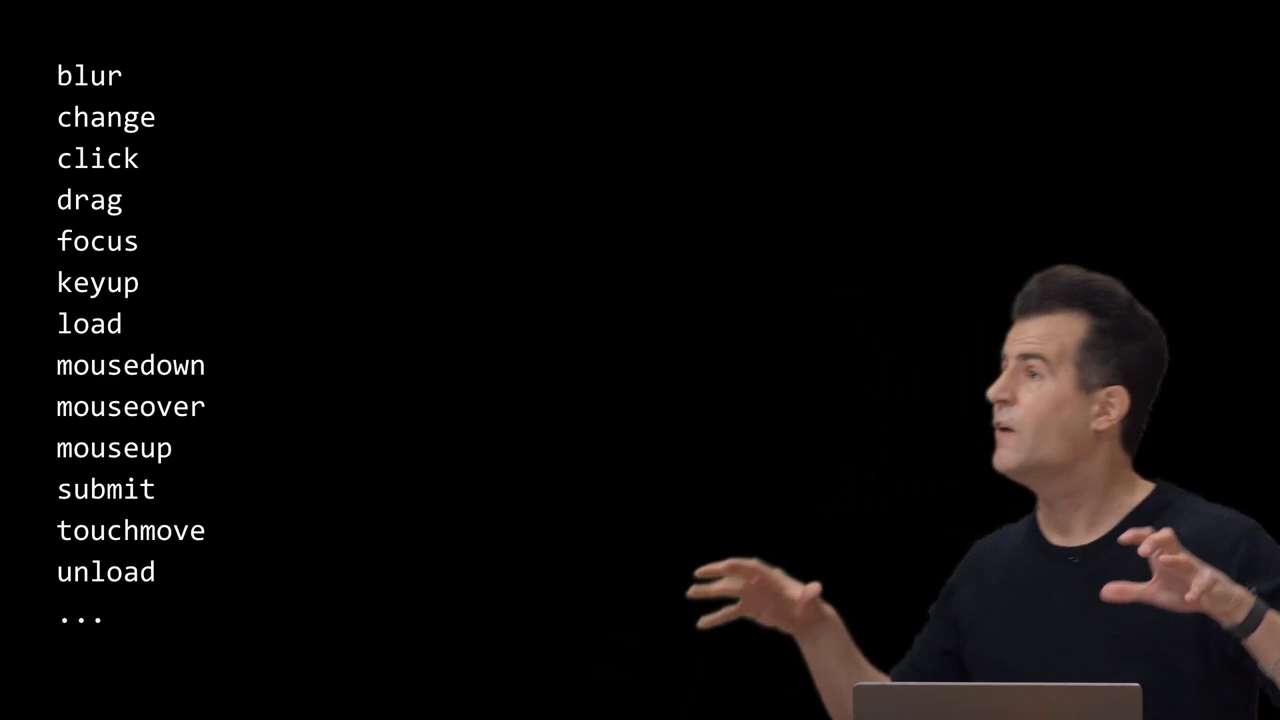 blur
change
click
drag
focus
keyup
load
mousedown
mouseover
mouseup
submit
touchmove
unload
...